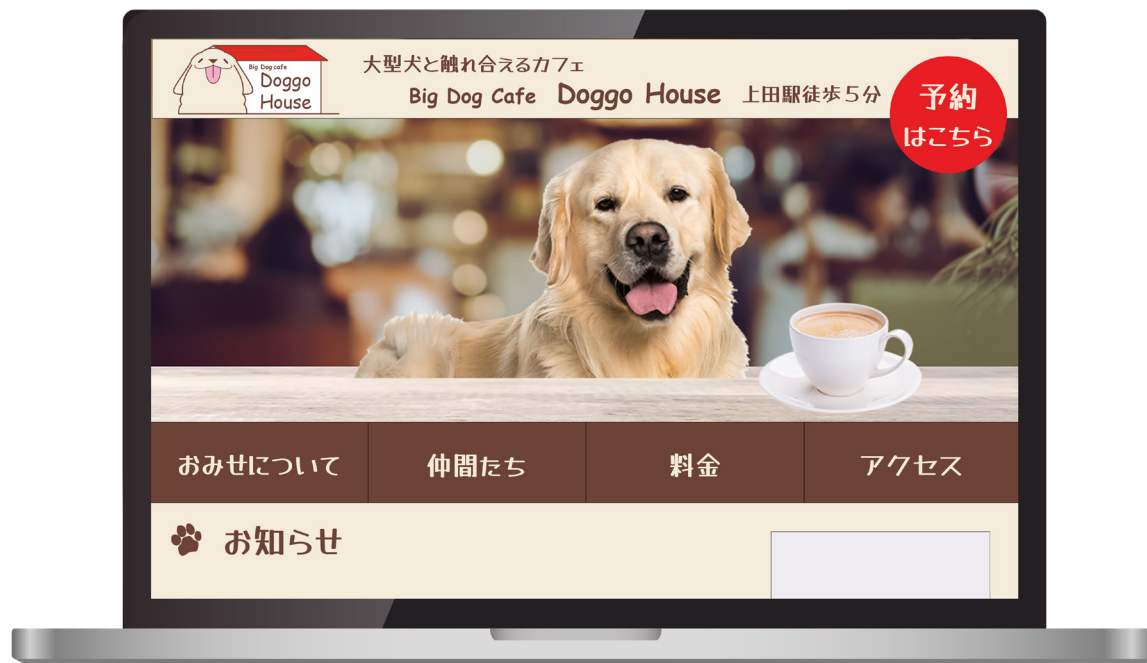 Big Dog cafe
Doggo
House
大型犬と触れ合えるカフェ
Big Dog Cafe Doggo House 上田駅徒歩5分
予約
はこちら
おみせについて
仲間たち
料金
アクセス
お知らせ